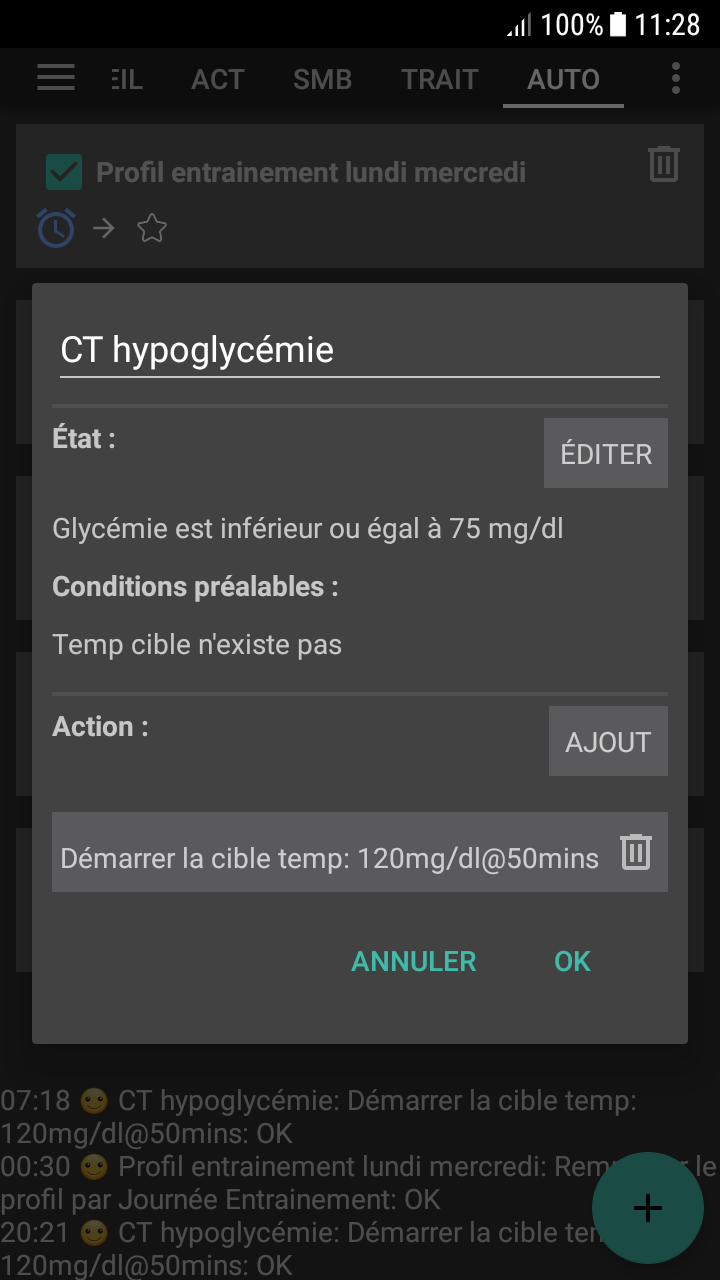 100% 11:28
EIL ACT SMB TRAIT AUTO
Profil entrainement lundi mercredi
CT hypoglycémie
État :
ÉDITER
Glycémie est inférieur ou égal à 75 mg/dl
Conditions préalables :
Temp cible n'existe pas
Action :
AJOUT
Démarrer la cible temp: 120mg/dl@50mins
ANNULER OK
07:18 🙂 CT hypoglycémie: Démarrer la cible temp:
120mg/dl@50mins: OK
00:30 🙂 Profil entrainement lundi mercredi: le
profil par Journée Entrainement: OK
20:21 🙂 CT hypoglycémie: Démarrer la cible
120mg/dl@50mins: OK